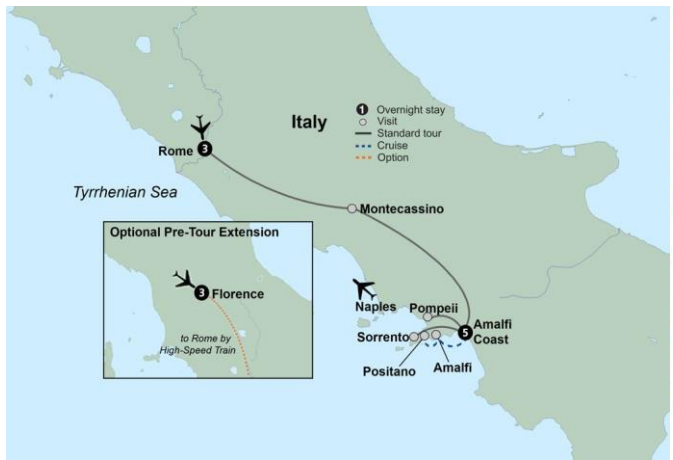 Italy
1 Overnight stay
Visit
Standard tour
Cruise
Option
Rome 3
Tyrrhenian Sea
Montecassino
Optional Pre-Tour Extension
3 Florence
to Rome by
High-Speed Train
Naples
Pompeii
Sorrento
5 Amalfi
Coast
Positano
Amalfi